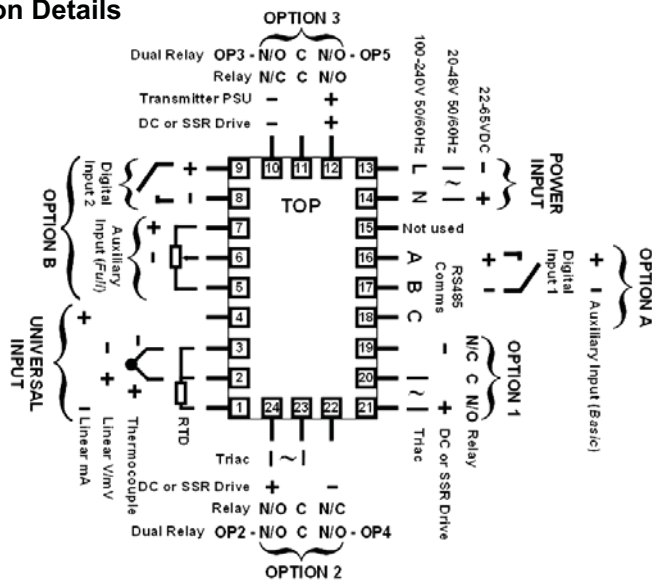 on Details
OPTION 3
Dual Relay OP3 - N/O C N/O - OP5
Relay N/C C N/O
Transmitter PSU - +
DC or SSR Drive - +
100-240V 50/60Hz
20-48V 50/60Hz
22-65VDC
POWER INPUT
L | -
N | +
~
9 10 11 12 13
8 14
7 15
6 16
5 17
4 18
3 19
2 20
1 24 23 22 21
TOP
Digital Input 2
+
-
OPTION B
Auxiliary Input (Full)
+
-
UNIVERSAL INPUT
+
-
-
+
-
+
Linear mA
Linear V/mV
Thermocouple
RTD
Not used
A
B
C
RS485 Comms
+
-
Digital Input 1
+
-
Auxiliary Input (Basic)
OPTION A
OPTION 1
N/C C N/O Relay
- + DC or SSR Drive
| ~ | Triac
Triac | ~ |
DC or SSR Drive + -
Relay N/O C N/C
Dual Relay OP2 - N/O C N/O - OP4
OPTION 2